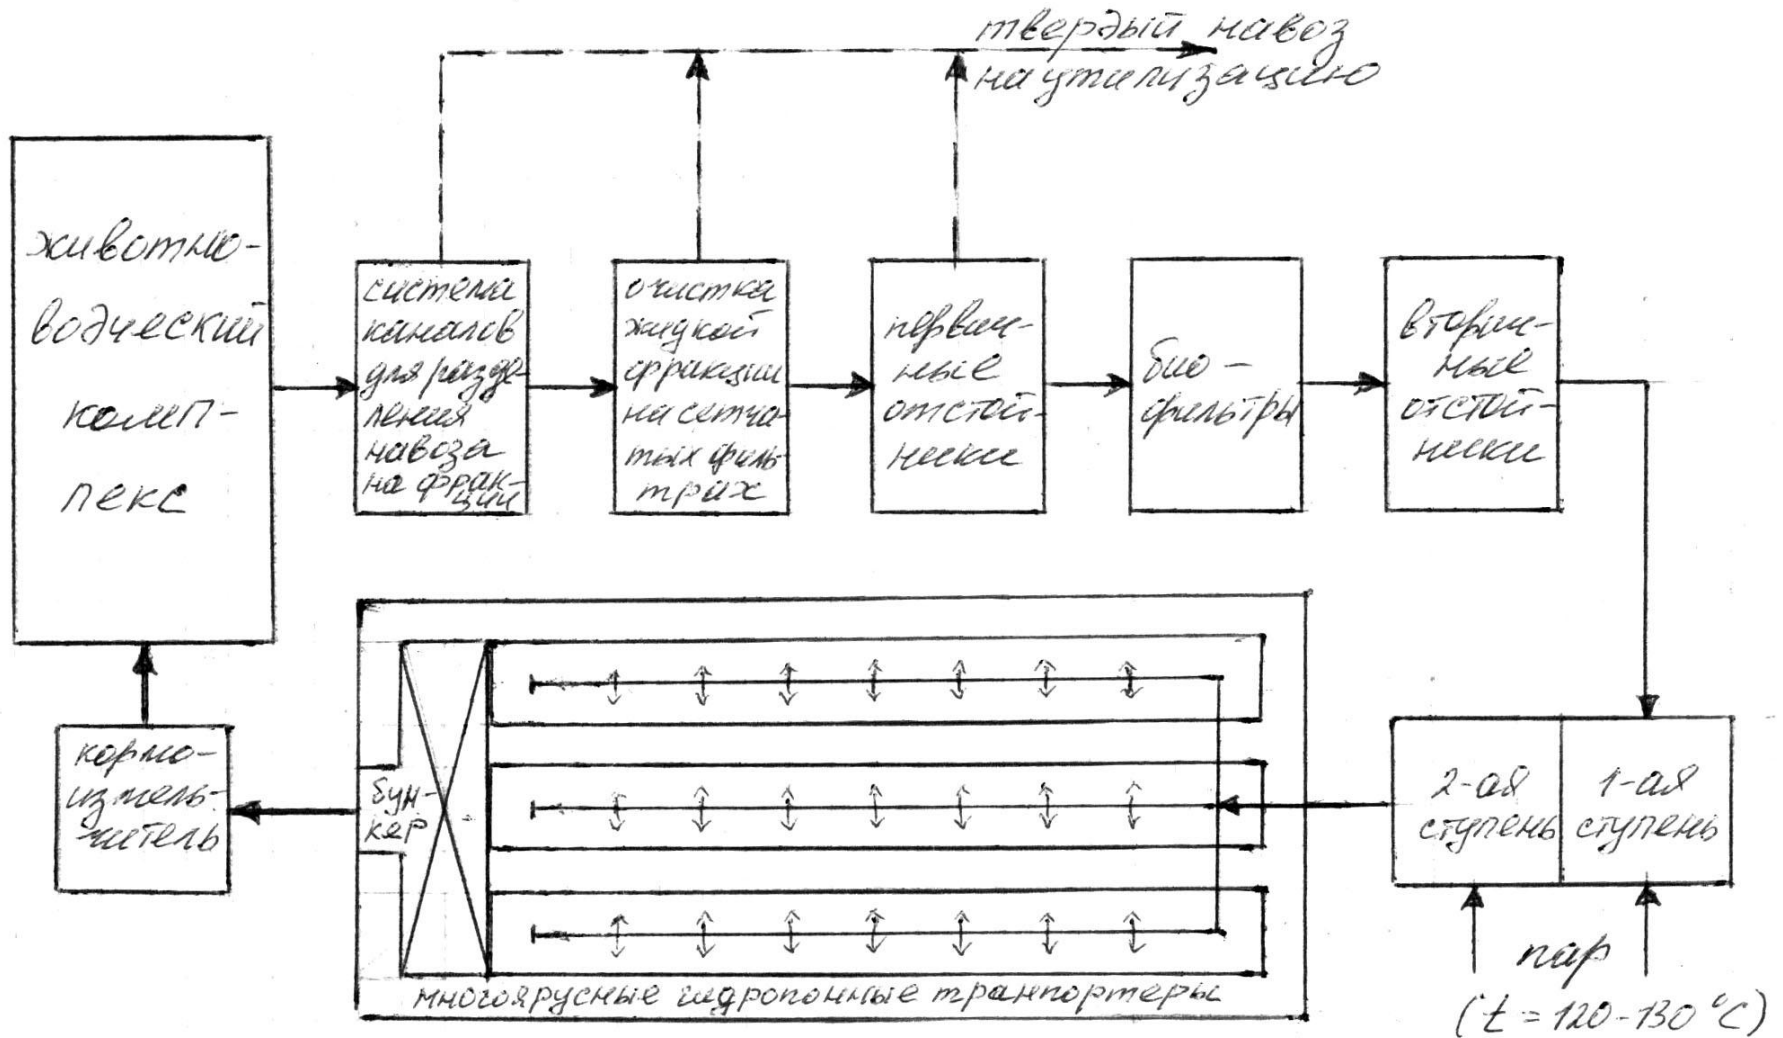 твердый навоз
на утилизацию
животно-
водческий
комп-
лекс
система
каналов
для разде-
ления
навоза
на фрак-
ции
очистка
жидкой
фракции
на сетча-
тых филь-
трах
первич-
ные
отстой-
ники
био-
фильтры
вторич-
ные
отстой-
ники
кормо-
измель-
читель
бун-
кер
многоярусные гидропонные транпортеры
2-ая
ступень
1-ая
ступень
пар
(t = 120-130 °C)